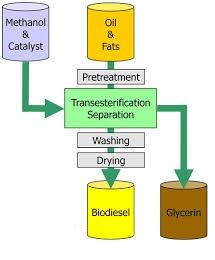 Methanol
&
Catalyst
Oil
&
Fats
Pretreatment
Transesterification
Separation
Washing
Drying
Biodiesel
Glycerin